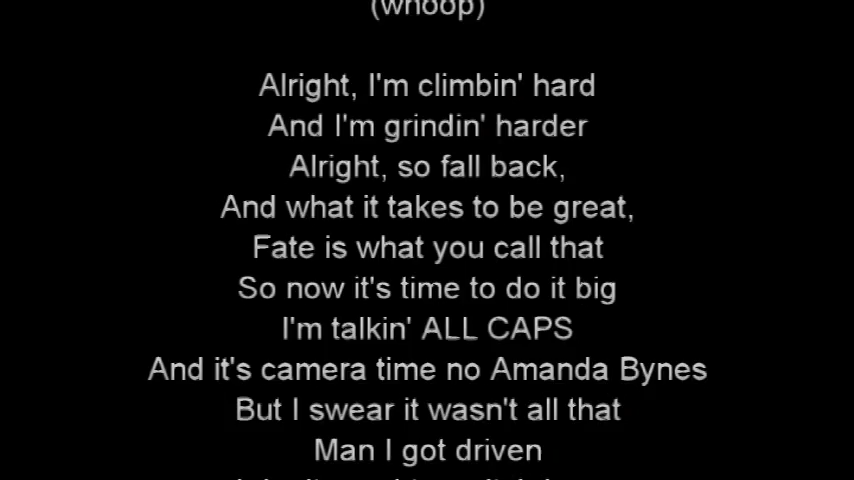 (whoop)
Alright, I'm climbin' hard
And I'm grindin' harder
Alright, so fall back,
And what it takes to be great,
Fate is what you call that
So now it's time to do it big
I'm talkin' ALL CAPS
And it's camera time no Amanda Bynes
But I swear it wasn't all that
Man I got driven